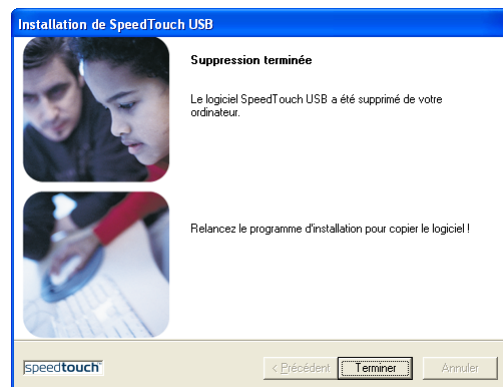 Installation de SpeedTouch USB
Suppression terminée
Le logiciel SpeedTouch USB a été supprimé de votre
ordinateur.
Relancez le programme d'installation pour copier le logiciel !
speedtouch™
< Précédent
Terminer
Annuler